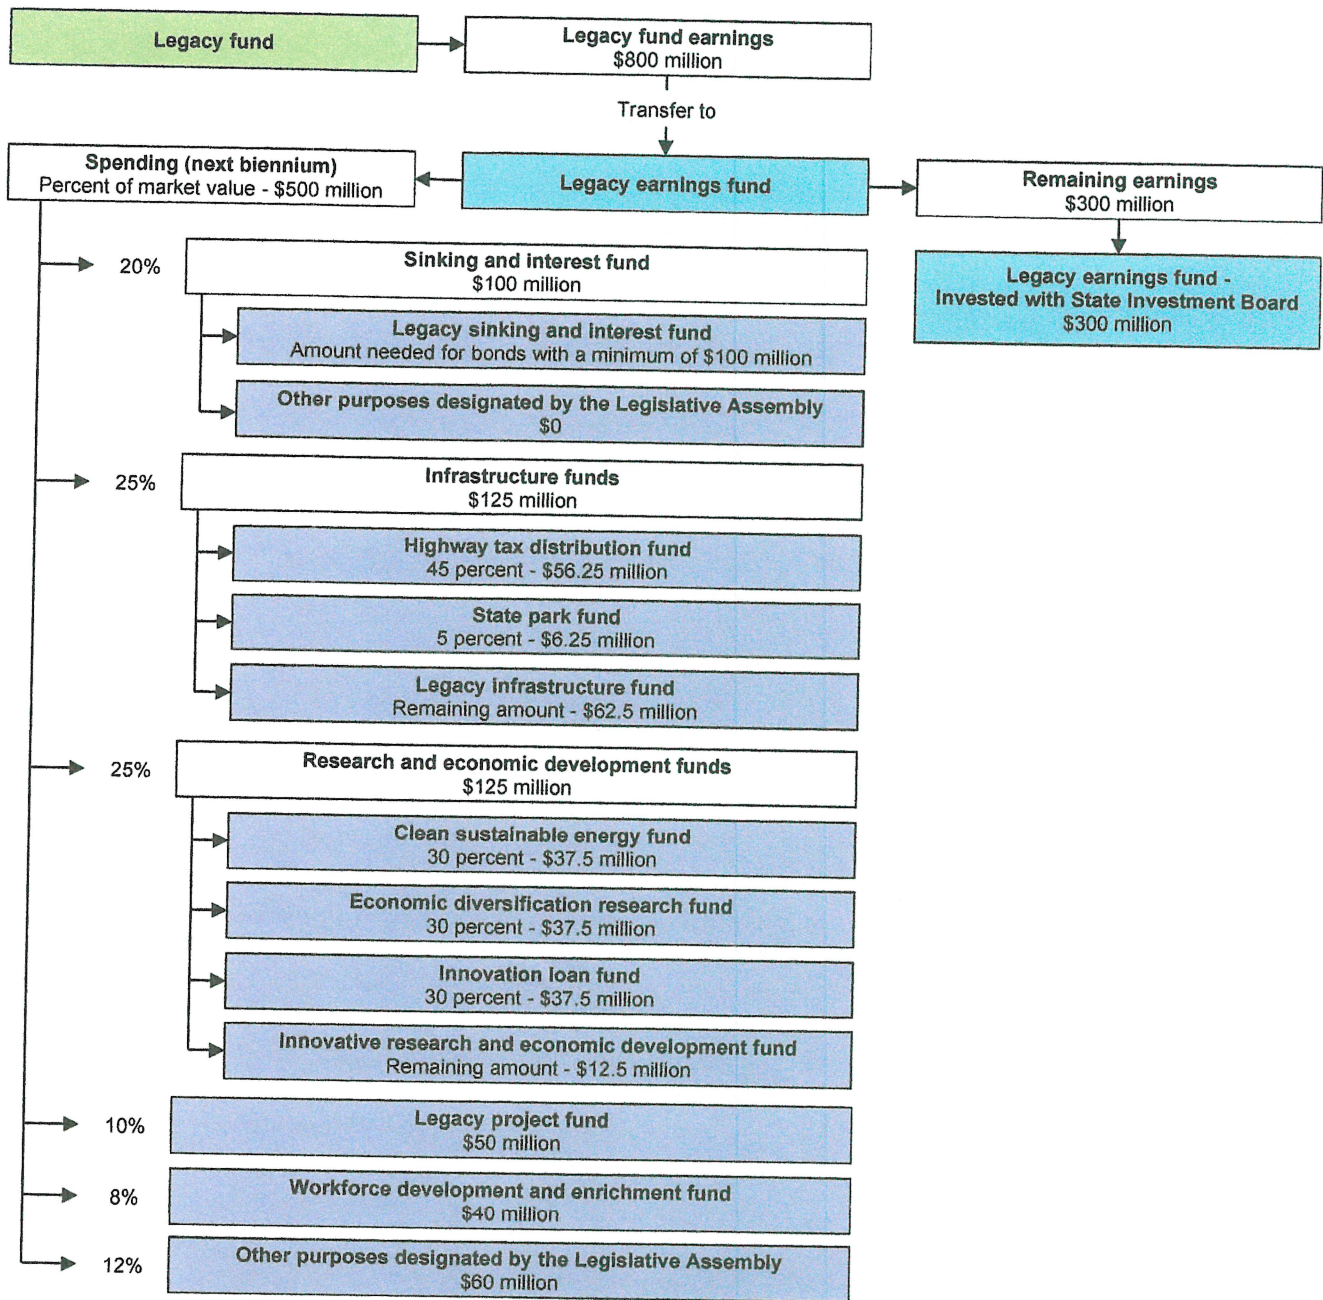 Legacy fund
Legacy fund earnings
$800 million
Transfer to
Spending (next biennium)
Percent of market value - $500 million
Legacy earnings fund
Remaining earnings
$300 million
Legacy earnings fund -
Invested with State Investment Board
$300 million
20%
Sinking and interest fund
$100 million
Legacy sinking and interest fund
Amount needed for bonds with a minimum of $100 million
Other purposes designated by the Legislative Assembly
$0
25%
Infrastructure funds
$125 million
Highway tax distribution fund
45 percent - $56.25 million
State park fund
5 percent - $6.25 million
Legacy infrastructure fund
Remaining amount - $62.5 million
25%
Research and economic development funds
$125 million
Clean sustainable energy fund
30 percent - $37.5 million
Economic diversification research fund
30 percent - $37.5 million
Innovation loan fund
30 percent - $37.5 million
Innovative research and economic development fund
Remaining amount - $12.5 million
10%
Legacy project fund
$50 million
8%
Workforce development and enrichment fund
$40 million
12%
Other purposes designated by the Legislative Assembly
$60 million